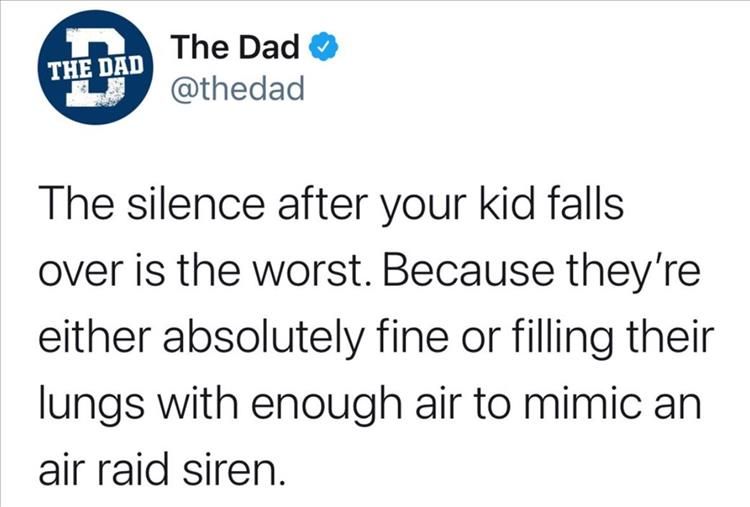 THE DAD
The Dad
@thedad
The silence after your kid falls
over is the worst. Because they're
either absolutely fine or filling their
lungs with enough air to mimic an
air raid siren.